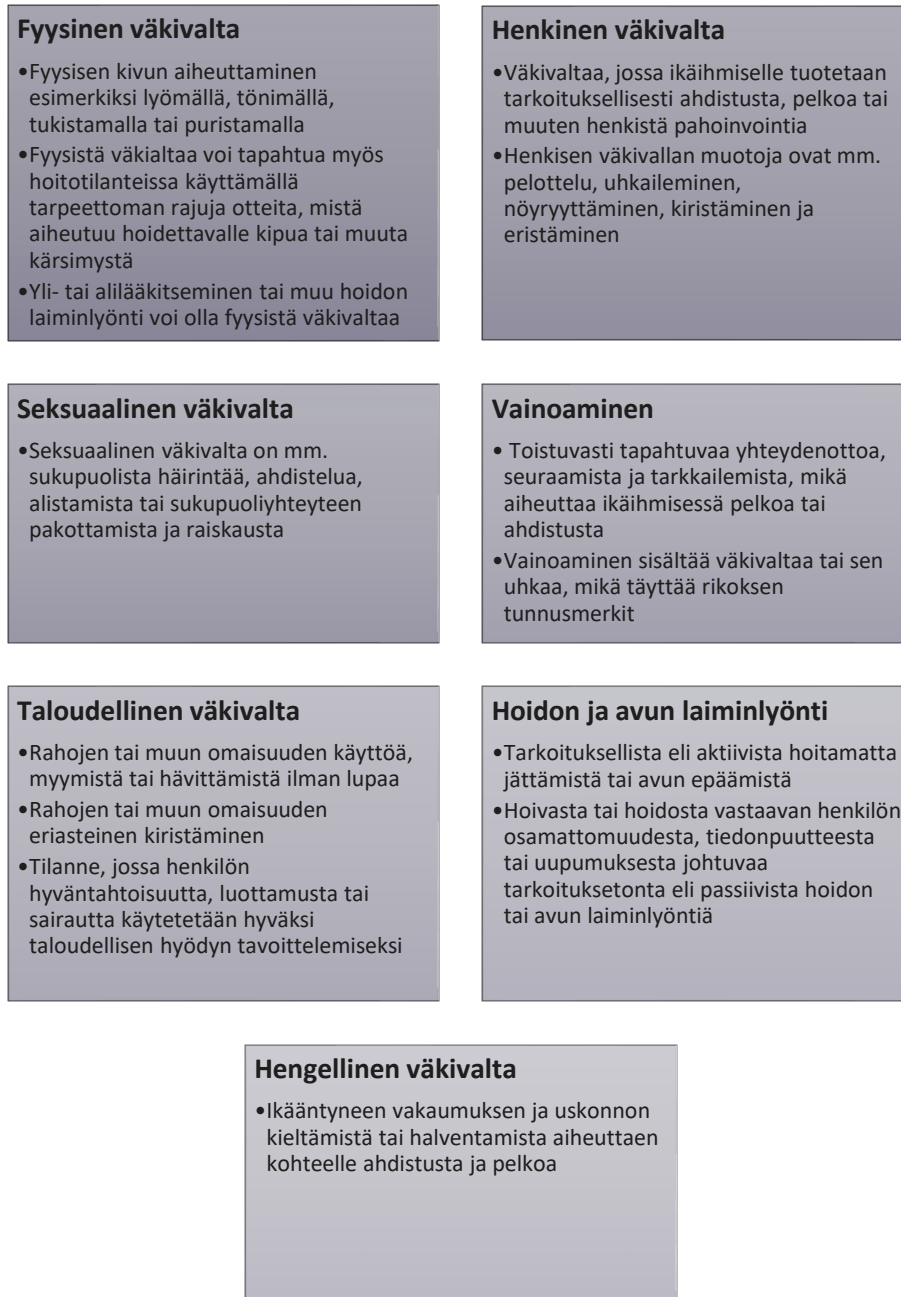 Fyysinen väkivalta
•Fyysisen kivun aiheuttaminen
esimerkiksi lyömällä, tönimällä,
tukistamalla tai puristamalla
•Fyysistä väkialtaa voi tapahtua myös
hoitotilanteissa käyttämällä
tarpeettoman rajuja otteita, mistä
aiheutuu hoidettavalle kipua tai muuta
kärsimystä
•Yli- tai alilääkitseminen tai muu hoidon
laiminlyönti voi olla fyysistä väkivaltaa
Henkinen väkivalta
•Väkivaltaa, jossa ikäihmiselle tuotetaan
tarkoituksellisesti ahdistusta, pelkoa tai
muuten henkistä pahoinvointia
•Henkisen väkivallan muotoja ovat mm.
pelottelu, uhkaileminen,
nöyryyttäminen, kiristäminen ja
eristäminen
Seksuaalinen väkivalta
•Seksuaalinen väkivalta on mm.
sukupuolista häirintää, ahdistelua,
alistamista tai sukupuoliyhteyteen
pakottamista ja raiskausta
Vainoaminen
• Toistuvasti tapahtuvaa yhteydenottoa,
seuraamista ja tarkkailemista, mikä
aiheuttaa ikäihmisessä pelkoa tai
ahdistusta
•Vainoaminen sisältää väkivaltaa tai sen
uhkaa, mikä täyttää rikoksen
tunnusmerkit
Taloudellinen väkivalta
•Rahojen tai muun omaisuuden käyttöä,
myymistä tai hävittämistä ilman lupaa
•Rahojen tai muun omaisuuden
eriasteinen kiristäminen
•Tilanne, jossa henkilön
hyväntahtoisuutta, luottamusta tai
sairautta käytetetään hyväksi
taloudellisen hyödyn tavoittelemiseksi
Hoidon ja avun laiminlyönti
•Tarkoituksellista eli aktiivista hoitamatta
jättämistä tai avun epäämistä
•Hoivasta tai hoidosta vastaavan henkilön
osamattomuudesta, tiedonpuutteesta
tai uupumuksesta johtuvaa
tarkoituksetonta eli passiivista hoidon
tai avun laiminlyöntiä
Hengellinen väkivalta
•Ikääntyneen vakaumuksen ja uskonnon
kieltämistä tai halventamista aiheuttaen
kohteelle ahdistusta ja pelkoa